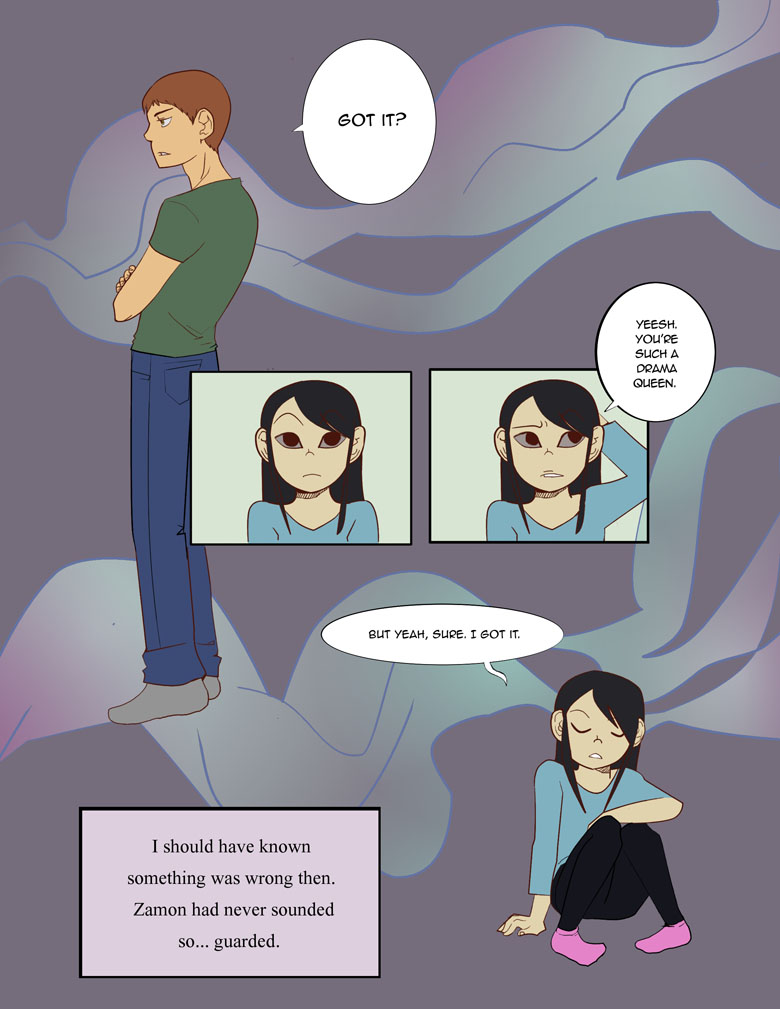 GOT IT?
YEESH.
YOU'RE
SUCH A
DRAMA
QUEEN.
BUT YEAH, SURE. I GOT IT.
I should have known
something was wrong then.
Zamon had never sounded
so... guarded.